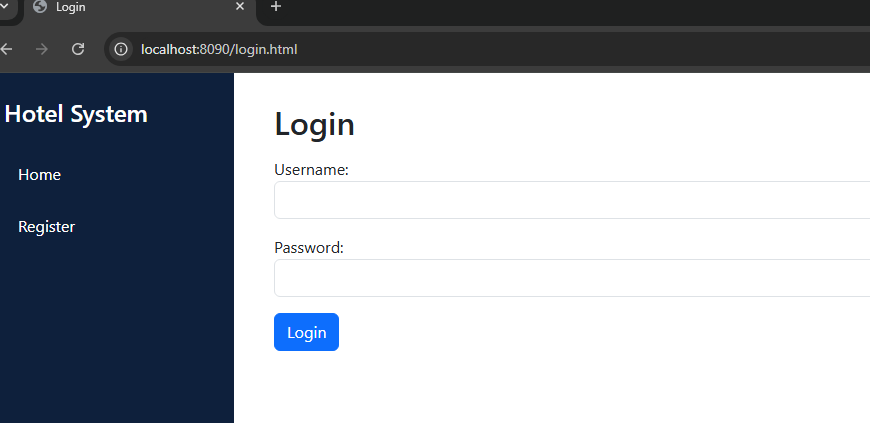 Login
localhost:8090/login.html
Hotel System
Home
Register
Login
Username:
Password:
Login